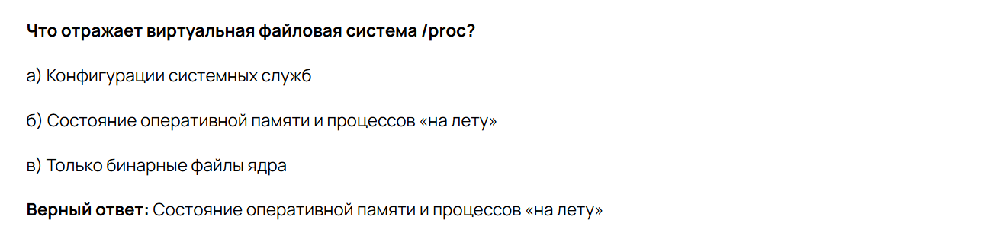 Что отражает виртуальная файловая система /proc?
а) Конфигурации системных служб
б) Состояние оперативной памяти и процессов «на лету»
в) Только бинарные файлы ядра
Верный ответ: Состояние оперативной памяти и процессов «на лету»